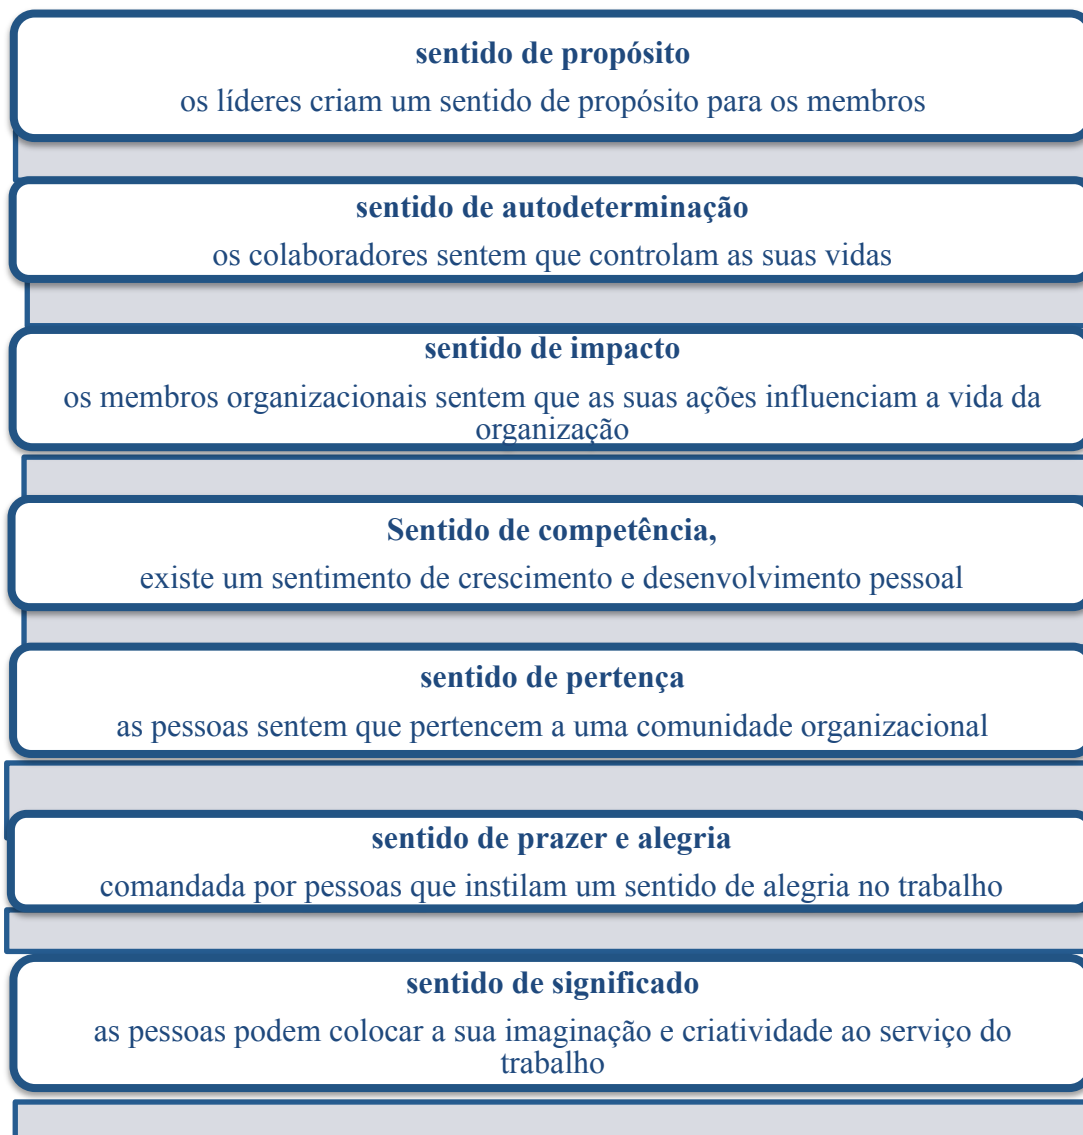 sentido de propósito
os líderes criam um sentido de propósito para os membros
sentido de autodeterminação
os colaboradores sentem que controlam as suas vidas
sentido de impacto
os membros organizacionais sentem que as suas ações influenciam a vida da
organização
Sentido de competência,
existe um sentimento de crescimento e desenvolvimento pessoal
sentido de pertença
as pessoas sentem que pertencem a uma comunidade organizacional
sentido de prazer e alegria
comandada por pessoas que instilam um sentido de alegria no trabalho
sentido de significado
as pessoas podem colocar a sua imaginação e criatividade ao serviço do
trabalho